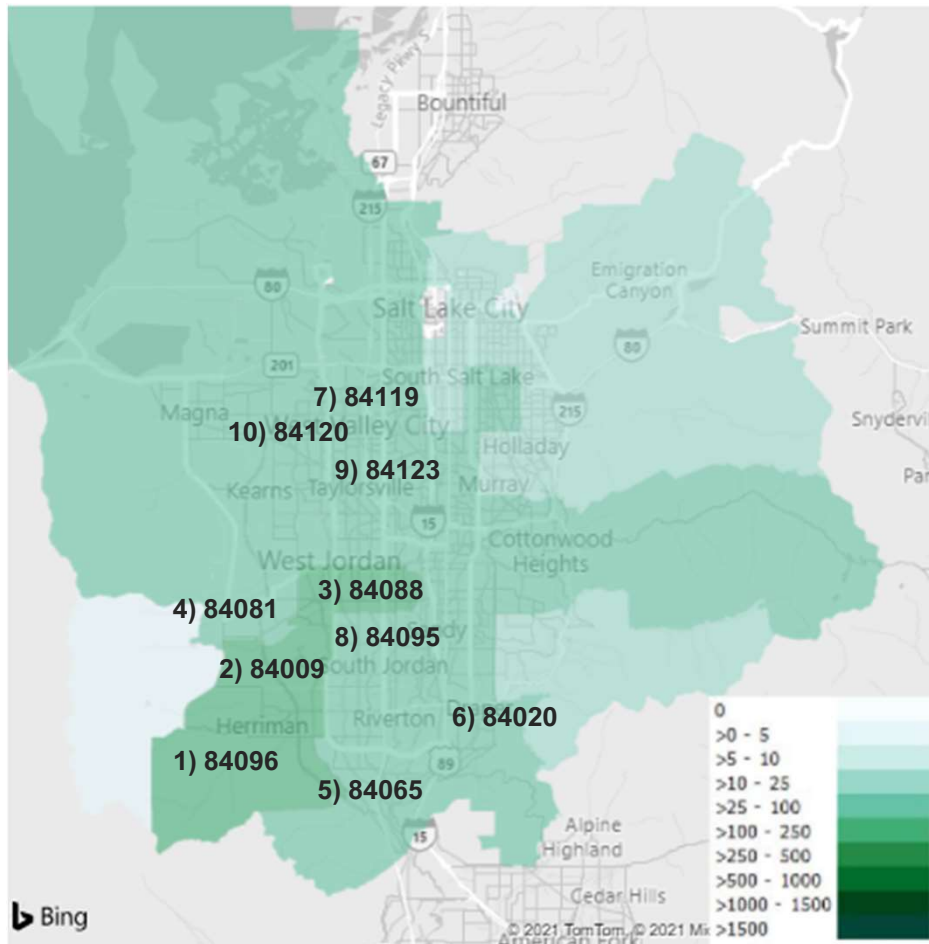 Legacy Pkwy S
Bountiful
67
215
80
Emigration
Canyon
Salt Lake City
80
Summit Park
201
South Salt Lake
7) 84119
Magna
215
West Valley City
10) 84120
Holladay
9) 84123
Kearns
Taylorsville
Murray
15
Cottonwood
Heights
West Jordan
3) 84088
4) 84081
8) 84095
South Jordan
2) 84009
Herriman
Riverton
6) 84020
1) 84096
89
5) 84065
15
Alpine
Highland
Cedar Hills
0
>0 - 5
>5 - 10
>10 - 25
>25 - 100
>100 - 250
>250 - 500
>500 - 1000
>1000 - 1500
>1500
Bing
© 2021 TomTom, © 2021 Mic
American Fork